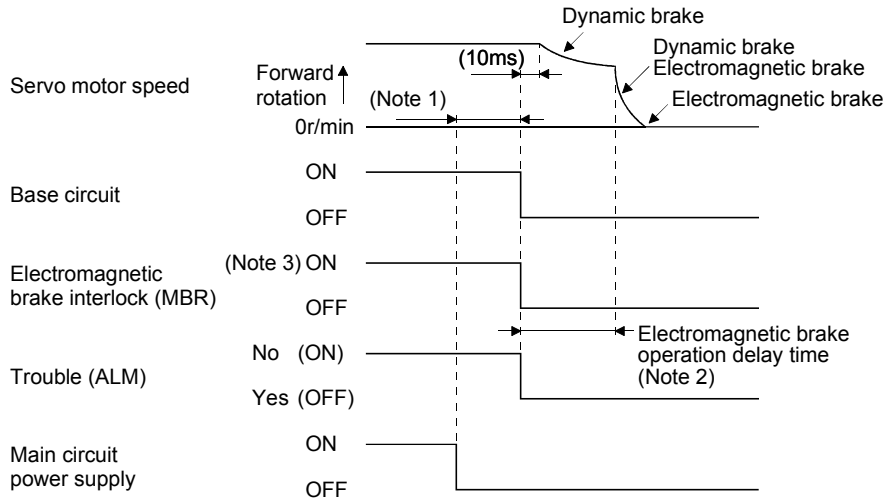 Dynamic brake
(10ms)
Dynamic brake
Electromagnetic brake
Servo motor speed
Forward
rotation
(Note 1)
Electromagnetic brake
0r/min
ON
Base circuit
OFF
Electromagnetic
brake interlock (MBR)
(Note 3) ON
OFF
Electromagnetic brake
operation delay time
(Note 2)
Trouble (ALM)
No (ON)
Yes (OFF)
Main circuit
power supply
ON
OFF